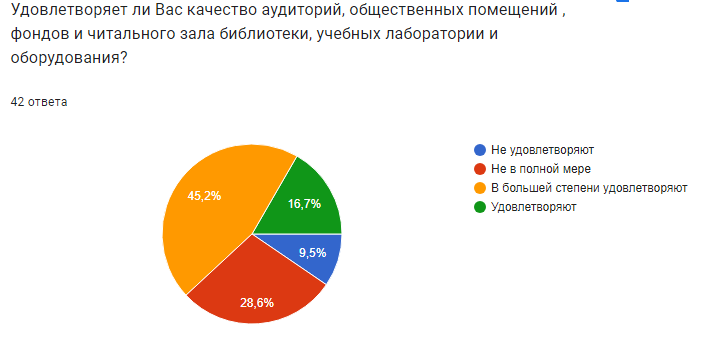 Удовлетворяет ли Вас качество аудиторий, общественных помещений ,
фондов и читального зала библиотеки, учебных лаборатории и
оборудования?
42 ответа
Не удовлетворяют
Не в полной мере
В большей степени удовлетворяют
Удовлетворяют
45,2%
16,7%
9,5%
28,6%